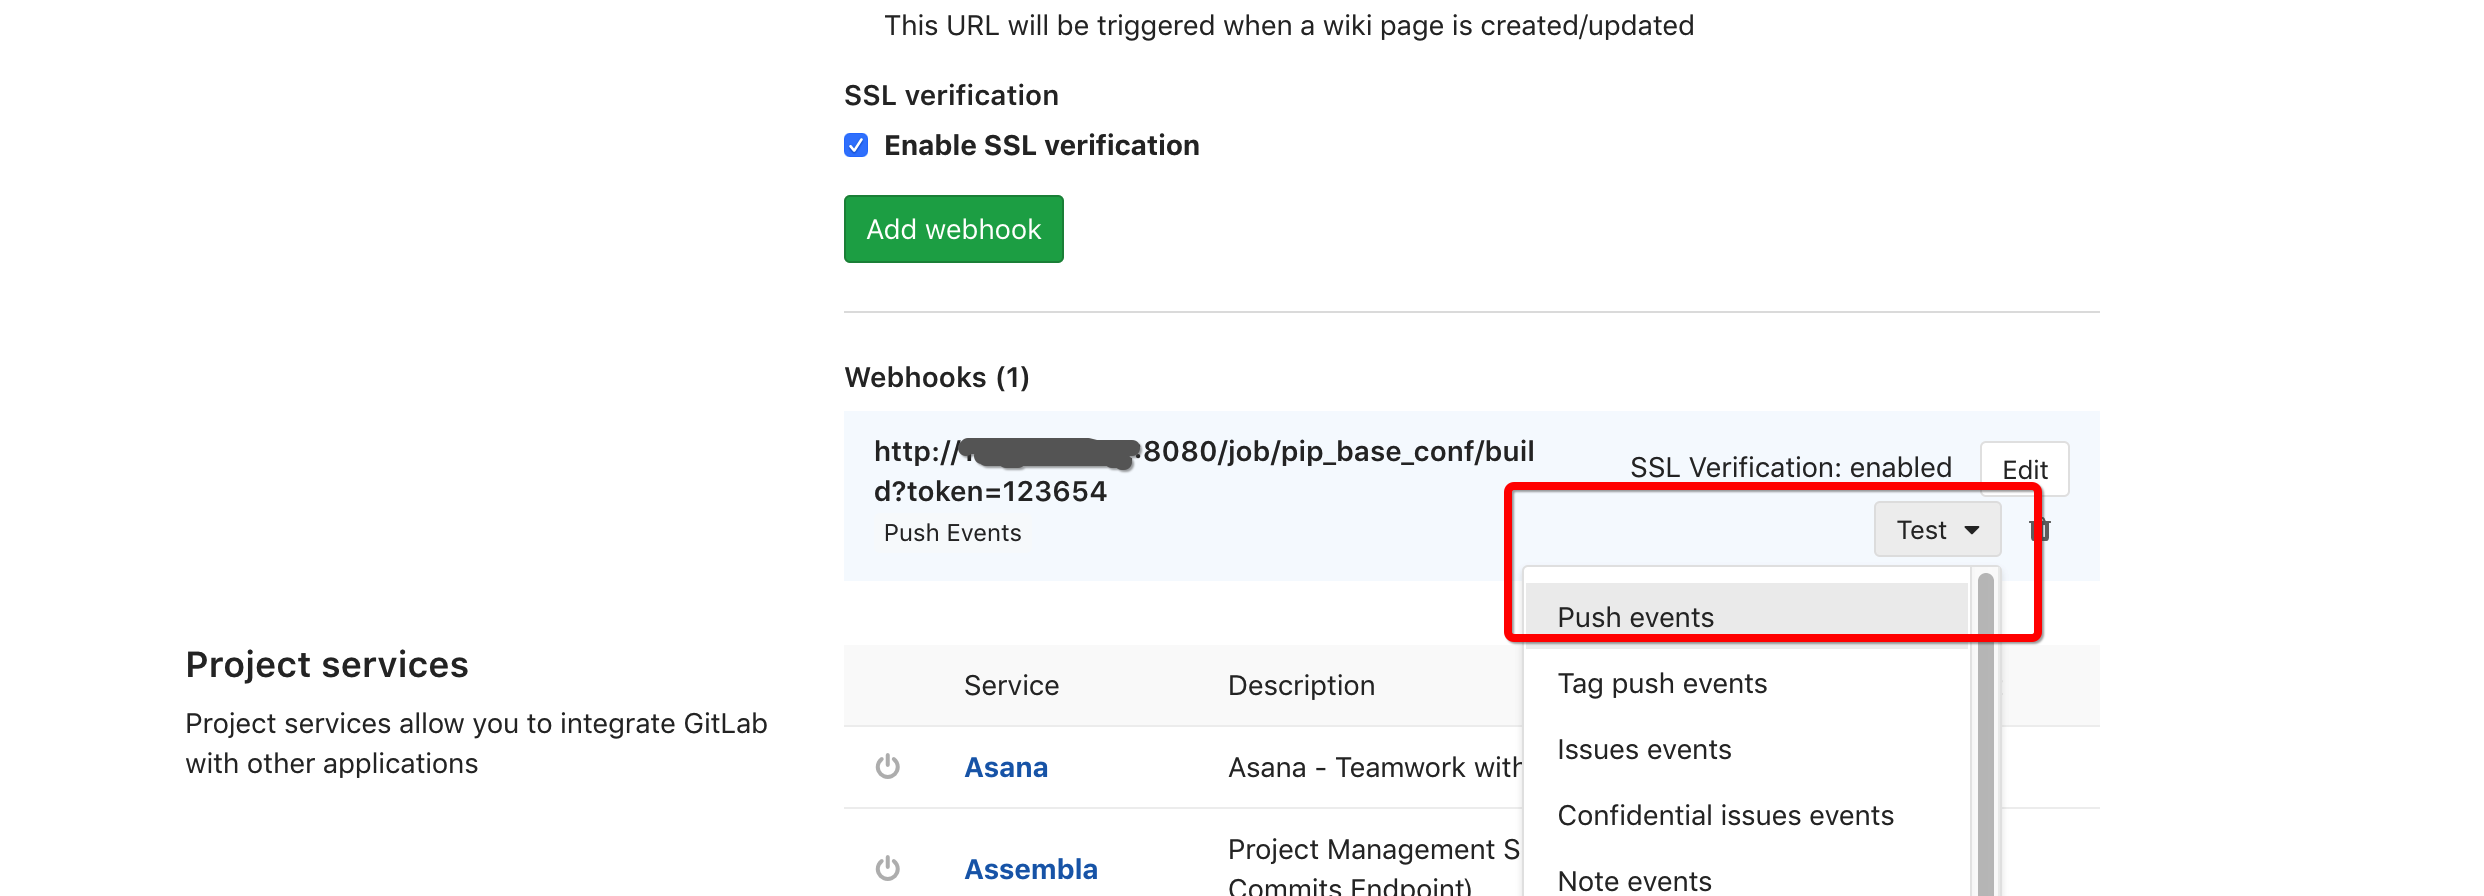 This URL will be triggered when a wiki page is created/updated
SSL verification
Enable SSL verification
Add webhook
Webhooks (1)
http:// :8080/job/pip_base_conf/buil
d?token=123654
Push Events
SSL Verification: enabled
Edit
Test
Push events
Tag push events
Issues events
Confidential issues events
Note events
Project services
Project services allow you to integrate GitLab
with other applications
Service Description
Asana Asana - Teamwork with
Assembla Project Management S
Commits Endpoint)